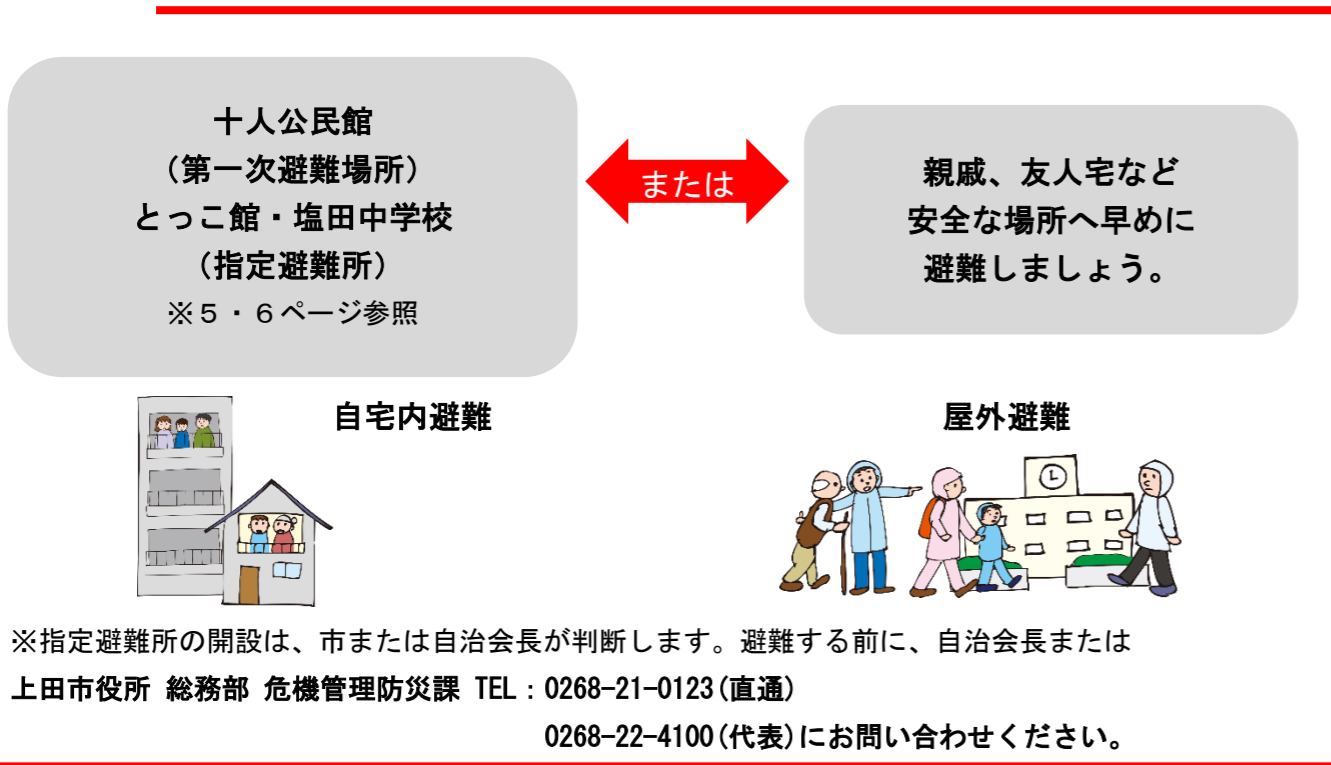 十人公民館
（第一次避難場所）
とっこ館・塩田中学校
（指定避難所）
※５・６ページ参照
または
親戚、友人宅など
安全な場所へ早めに
避難しましょう。
自宅内避難
屋外避難
※指定避難所の開設は、市または自治会長が判断します。避難する前に、自治会長または
上田市役所 総務部 危機管理防災課 TEL：0268-21-0123(直通)
0268-22-4100(代表)にお問い合わせください。